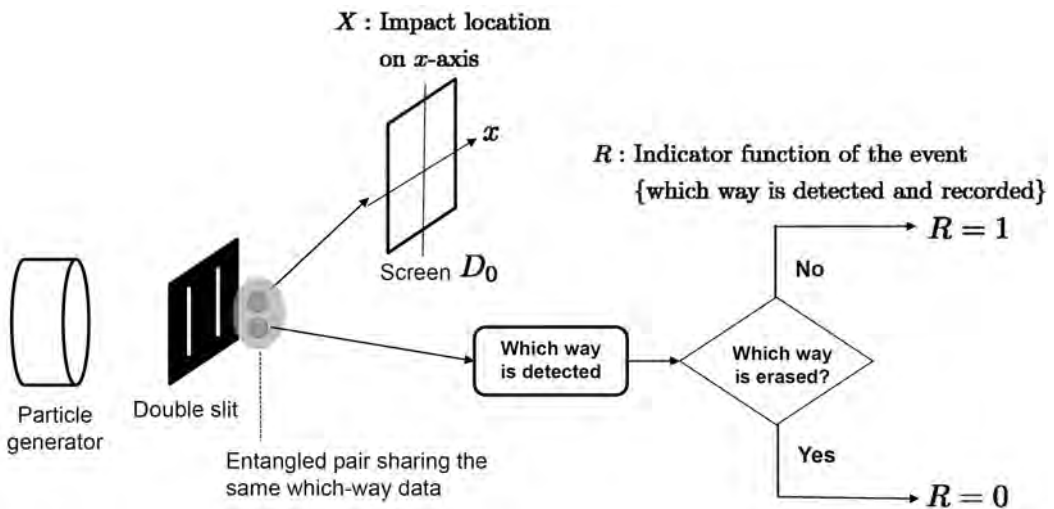 X : Impact location
on x-axis
x
R : Indicator function of the event
{which way is detected and recorded}
R = 1
Screen D₀
No
Which way
is detected
Which way
is erased?
Double slit
Particle
generator
Yes
Entangled pair sharing the
same which-way data
R = 0